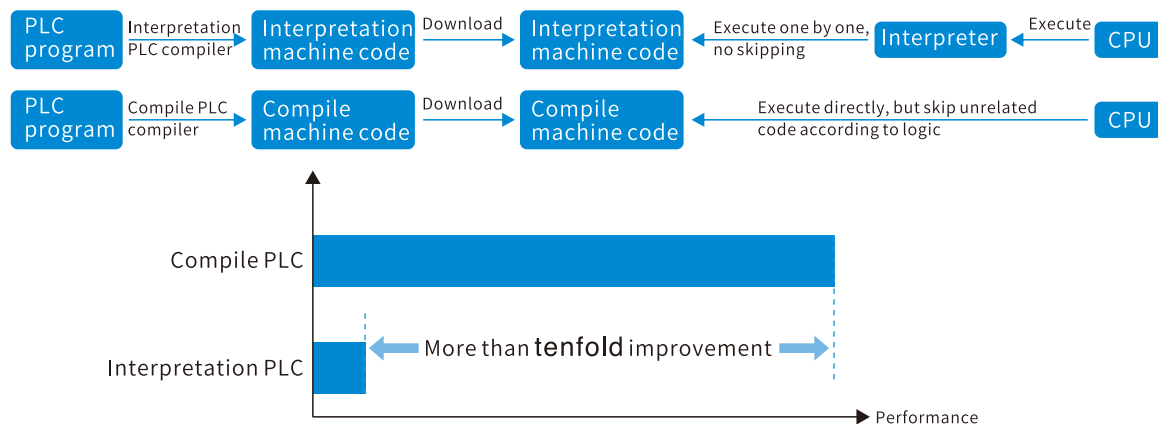 PLC
program
Interpretation
PLC compiler
Interpretation
machine code
Download
Interpretation
machine code
Execute one by one,
no skipping
Interpreter
Execute
CPU
PLC
program
Compile PLC
compiler
Compile
machine code
Download
Compile
machine code
Execute directly, but skip unrelated
code according to logic
CPU
Compile PLC
More than tenfold improvement
Interpretation PLC
Performance